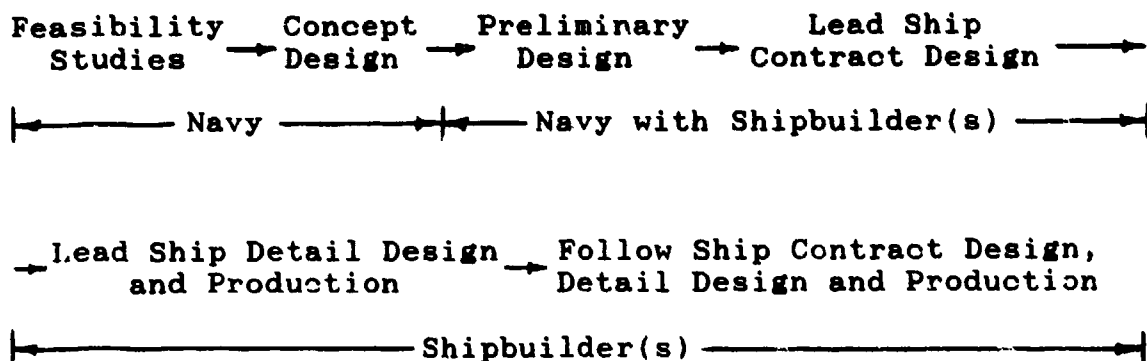 Feasibility Concept Preliminary Lead Ship
Studies Design Design Contract Design
Navy Navy with Shipbuilder(s)
Lead Ship Detail Design Follow Ship Contract Design,
and Production Detail Design and Production
Shipbuilder(s)